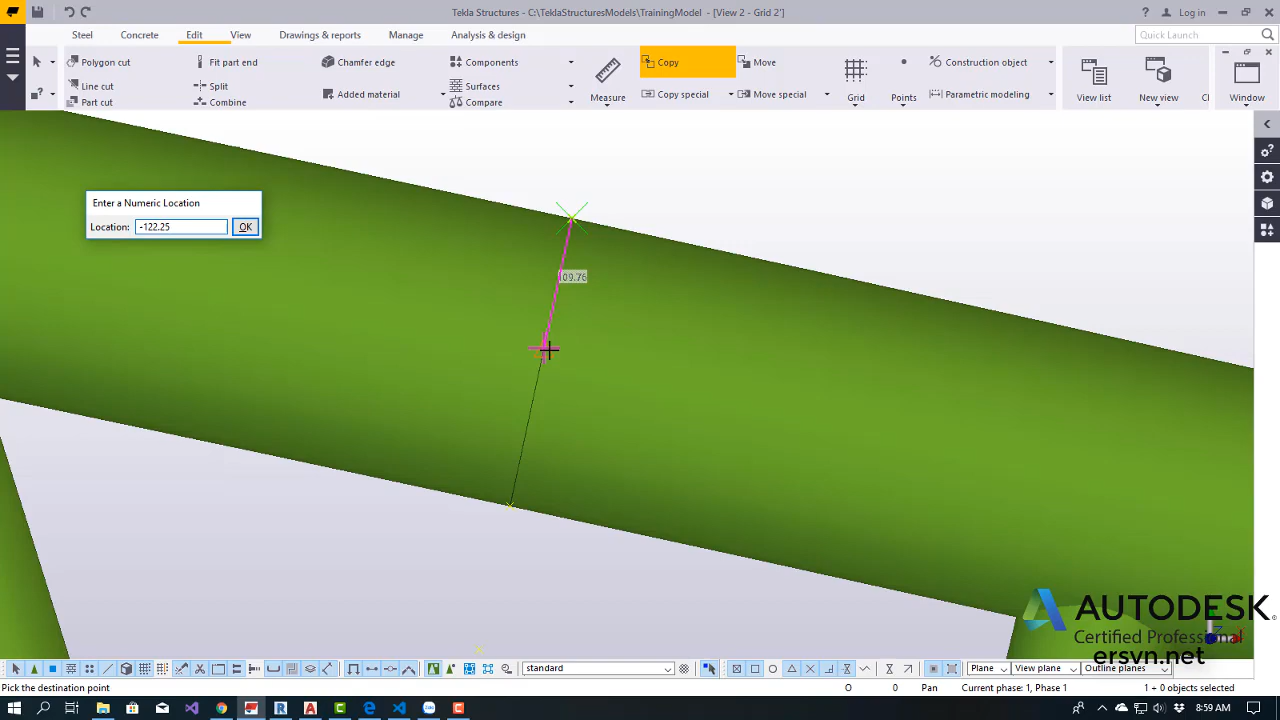 Tekla Structures - C:\TeklaStructuresModels\TrainingModel - [View 2 - Grid 2']
Log in
Steel
Concrete
Edit
View
Drawings & reports
Manage
Analysis & design
Quick Launch
Polygon cut
Line cut
Part cut
Fit part end
Split
Combine
Chamfer edge
Added material
Components
Surfaces
Compare
Measure
Copy
Copy special
Move
Move special
Grid
Points
Construction object
Parametric modeling
View list
New view
Window
Enter a Numeric Location
Location: -122.25 OK
109.76
AUTODESK
Certified Professional
ersvn.net
standard
Plane
View plane
Outline planes
Pick the destination point
O
0
Pan
Current phase: 1, Phase 1
1 + 0 objects selected
8:59 AM